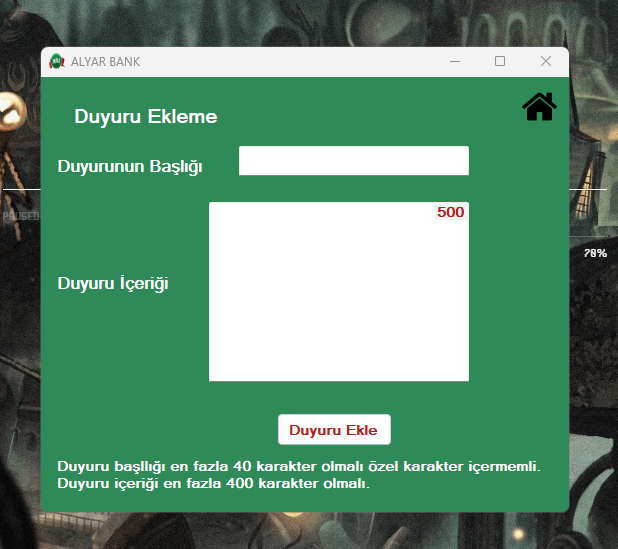 ALYAR BANK
Duyuru Ekleme
Duyurunun Başlığı
PAUSED
500
78%
Duyuru İçeriği
Duyuru Ekle
Duyuru başllığı en fazla 40 karakter olmalı özel karakter içermemli.
Duyuru içeriği en fazla 400 karakter olmalı.